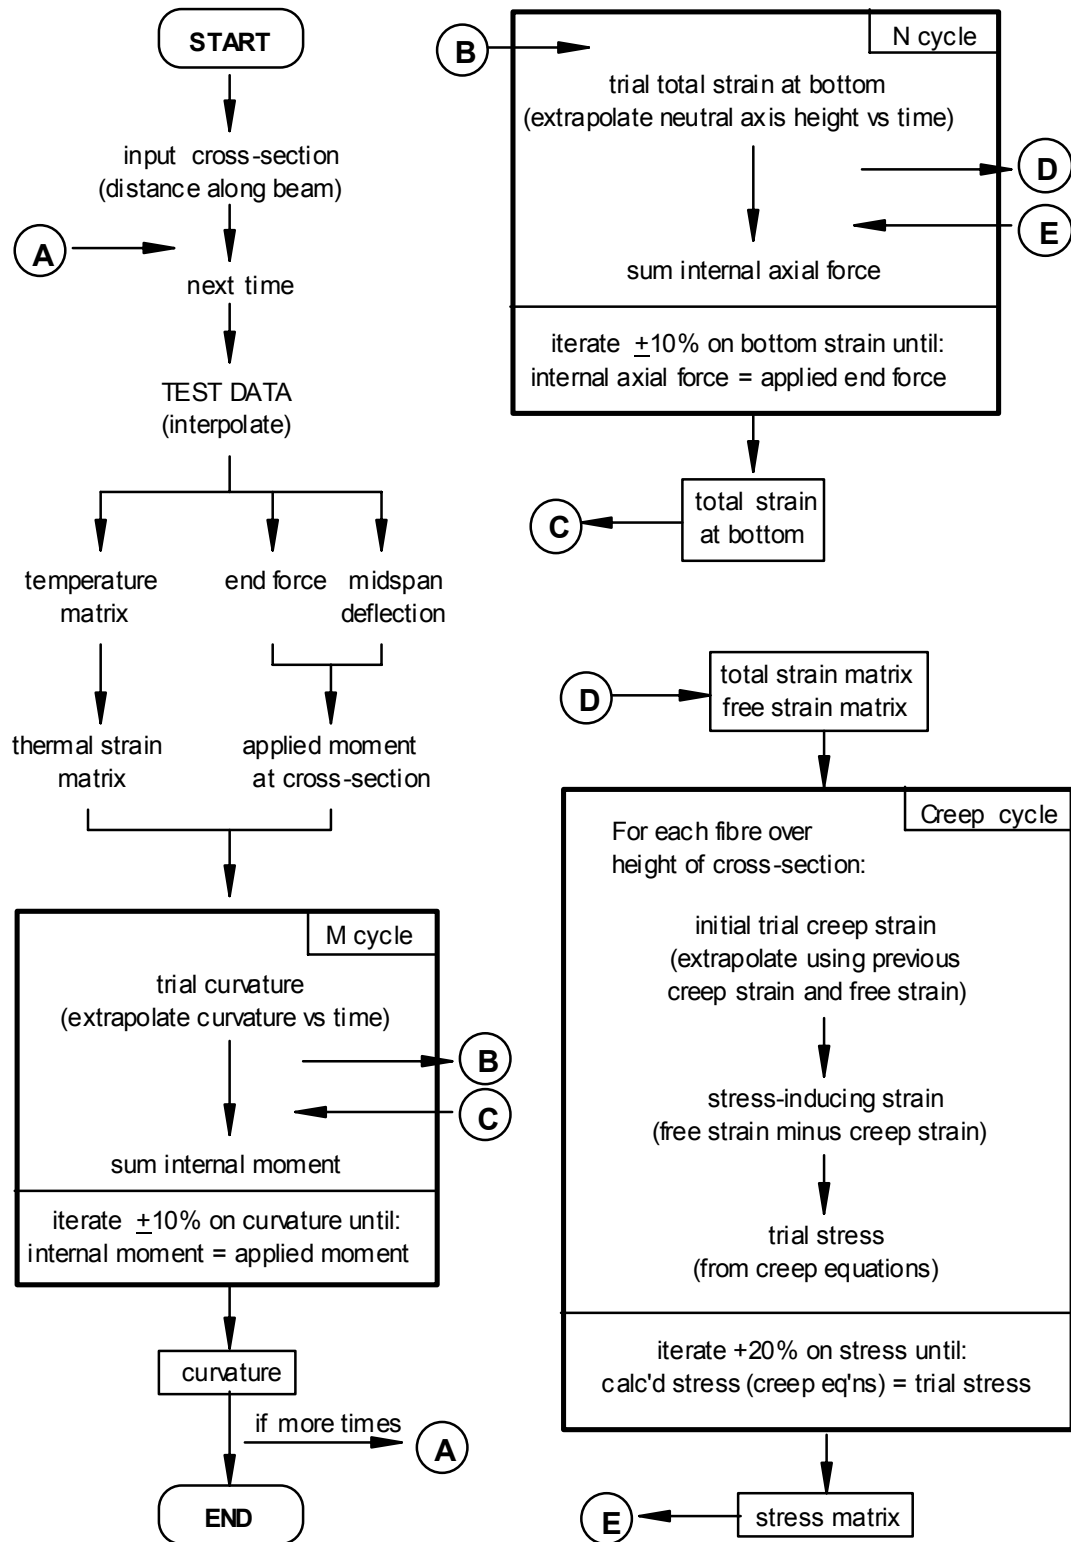 START
input cross-section
(distance along beam)
A
next time
TEST DATA
(interpolate)
temperature
matrix
end force
midspan
deflection
thermal strain
matrix
applied moment
at cross-section
M cycle
trial curvature
(extrapolate curvature vs time)
B
C
sum internal moment
iterate ±10% on curvature until:
internal moment = applied moment
curvature
if more times
A
END
N cycle
B
trial total strain at bottom
(extrapolate neutral axis height vs time)
D
E
sum internal axial force
iterate ±10% on bottom strain until:
internal axial force = applied end force
total strain
at bottom
C
D
total strain matrix
free strain matrix
Creep cycle
For each fibre over
height of cross-section:
initial trial creep strain
(extrapolate using previous
creep strain and free strain)
stress-inducing strain
(free strain minus creep strain)
trial stress
(from creep equations)
iterate +20% on stress until:
calc'd stress (creep eq'ns) = trial stress
E
stress matrix